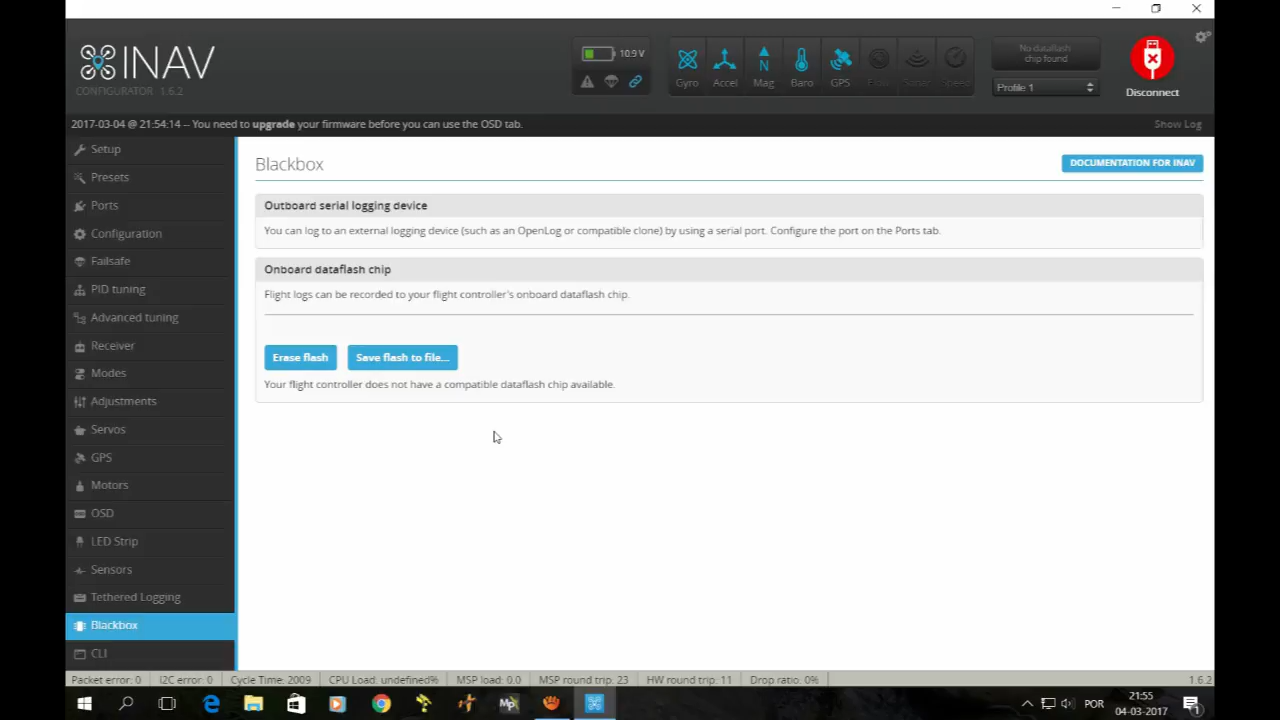 INAV
CONFIGURATOR 1.6.2
10.9 V
Gyro
Accel
Mag
Baro
GPS
Sonar
Speed
No dataflash
chip found
Profile 1
Disconnect
2017-03-04 @ 21:54:14 -- You need to upgrade your firmware before you can use the OSD tab.
Show Log
Setup
Presets
Ports
Configuration
Failsafe
PID tuning
Advanced tuning
Receiver
Modes
Adjustments
Servos
GPS
Motors
OSD
LED Strip
Sensors
Tethered Logging
Blackbox
CLI
Blackbox
DOCUMENTATION FOR INAV
Outboard serial logging device
You can log to an external logging device (such as an OpenLog or compatible clone) by using a serial port. Configure the port on the Ports tab.
Onboard dataflash chip
Flight logs can be recorded to your flight controller's onboard dataflash chip.
Erase flash
Save flash to file...
Your flight controller does not have a compatible dataflash chip available.
Packet error: 0
I2C error: 0
Cycle Time: 2009
CPU Load: undefined%
MSP load: 0.0
MSP round trip: 23
HW round trip: 11
Drop ratio: 0%
1.6.2
Mp
POR
21:55
04-03-2017
1